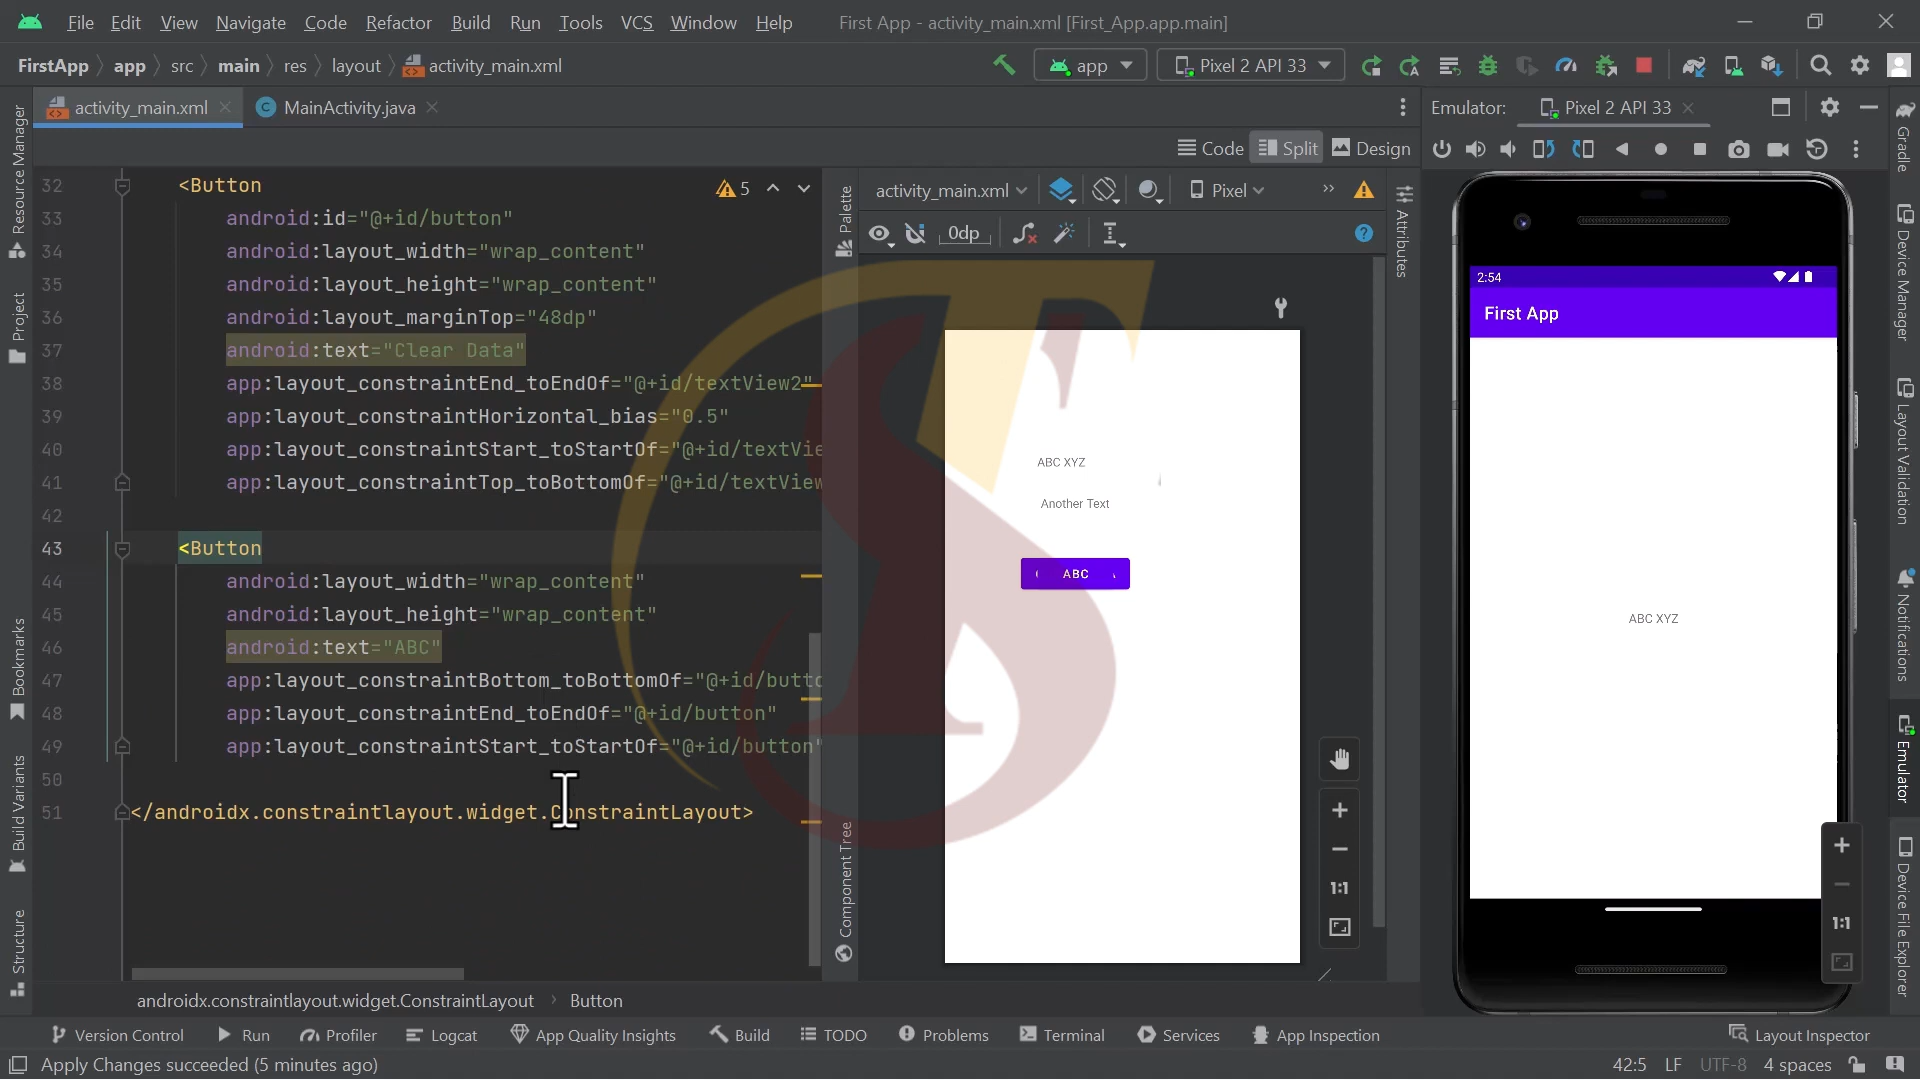 File Edit View Navigate Code Refactor Build Run Tools VCS Window Help First App - activity_main.xml [First_App.app.main]
FirstApp app src main res layout activity_main.xml app Pixel 2 API 33
activity_main.xml MainActivity.java Emulator: Pixel 2 API 33
Code Split Design
activity_main.xml Pixel
0dp
32 <Button 5
33 android:id="@+id/button"
34 android:layout_width="wrap_content"
35 android:layout_height="wrap_content"
36 android:layout_marginTop="48dp"
37 android:text="Clear Data"
38 app:layout_constraintEnd_toEndOf="@+id/textView2"
39 app:layout_constraintHorizontal_bias="0.5"
40 app:layout_constraintStart_toStartOf="@+id/textVie
41 app:layout_constraintTop_toBottomOf="@+id/textView
42
43 <Button
44 android:layout_width="wrap_content"
45 android:layout_height="wrap_content"
46 android:text="ABC"
47 app:layout_constraintBottom_toBottomOf="@+id/butto
48 app:layout_constraintEnd_toEndOf="@+id/button"
49 app:layout_constraintStart_toStartOf="@+id/button"
50
51 </androidx.constraintlayout.widget.ConstraintLayout>
ABC XYZ
Another Text
ABC
1:1
2:54
First App
ABC XYZ
1:1
Resource Manager
Project
Bookmarks
Build Variants
Structure
Palette
Component Tree
Attributes
Gradle
Device Manager
Layout Validation
Notifications
Emulator
Device File Explorer
androidx.constraintlayout.widget.ConstraintLayout Button
Version Control Run Profiler Logcat App Quality Insights Build TODO Problems Terminal Services App Inspection Layout Inspector
Apply Changes succeeded (5 minutes ago) 42:5 LF UTF-8 4 spaces